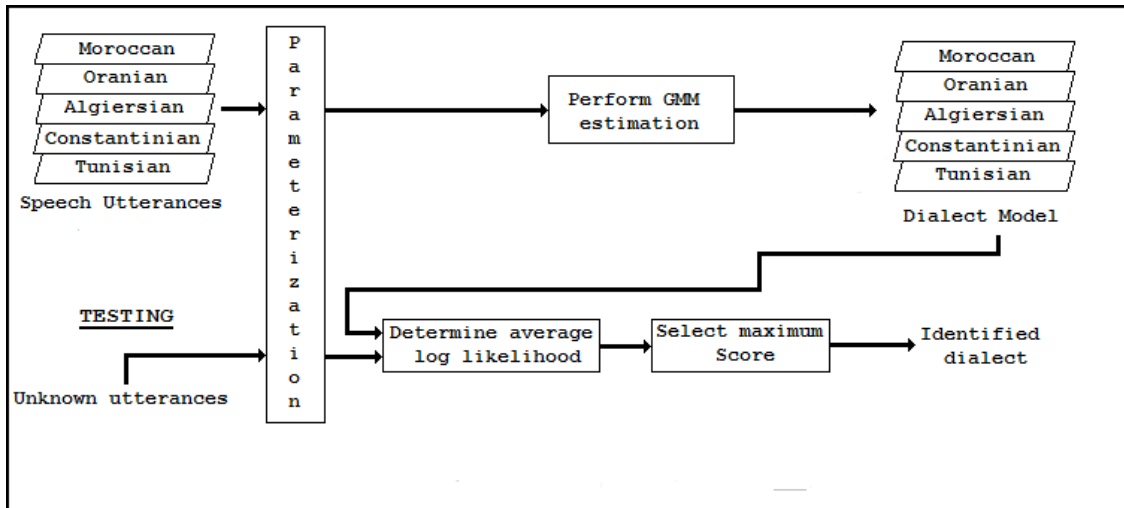 Moroccan
Oranian
Algiersian
Constantinian
Tunisian
Speech Utterances
Parameterization
Perform GMM
estimation
Moroccan
Oranian
Algiersian
Constantinian
Tunisian
Dialect Model
TESTING
Unknown utterances
Determine average
log likelihood
Select maximum
Score
Identified
dialect